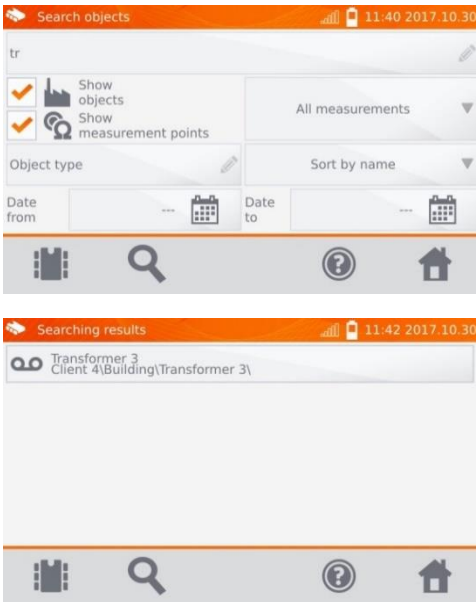 Search objects
11:40 2017.10.30
tr
Show
objects
Show
measurement points
All measurements
Object type
Sort by name
Date
from
---
Date
to
---
Searching results
11:42 2017.10.30
Transformer 3
Client 4\Building\Transformer 3\